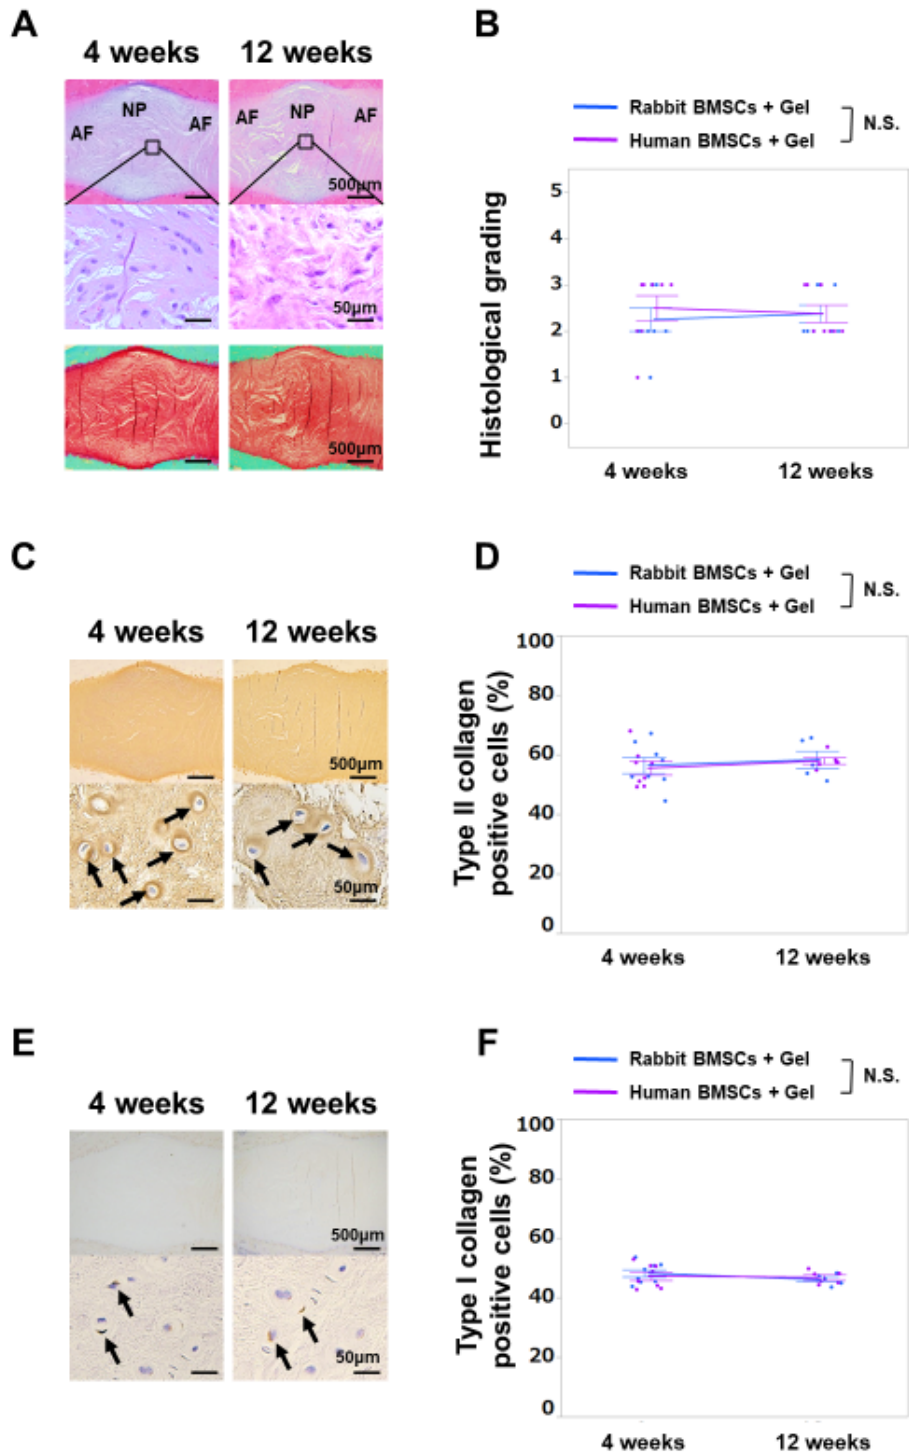 A
4 weeks 12 weeks
AF NP AF
NP AF AF
500µm
50µm
500µm
B
Rabbit BMSCs + Gel
Human BMSCs + Gel
N.S.
Histological grading
5
4
3
2
1
0
4 weeks 12 weeks
C
4 weeks 12 weeks
500µm
50µm
D
Rabbit BMSCs + Gel
Human BMSCs + Gel
N.S.
Type II collagen
positive cells (%)
100
80
60
40
20
0
4 weeks 12 weeks
E
4 weeks 12 weeks
500µm
50µm
F
Rabbit BMSCs + Gel
Human BMSCs + Gel
N.S.
Type I collagen
positive cells (%)
100
80
60
40
20
0
4 weeks 12 weeks